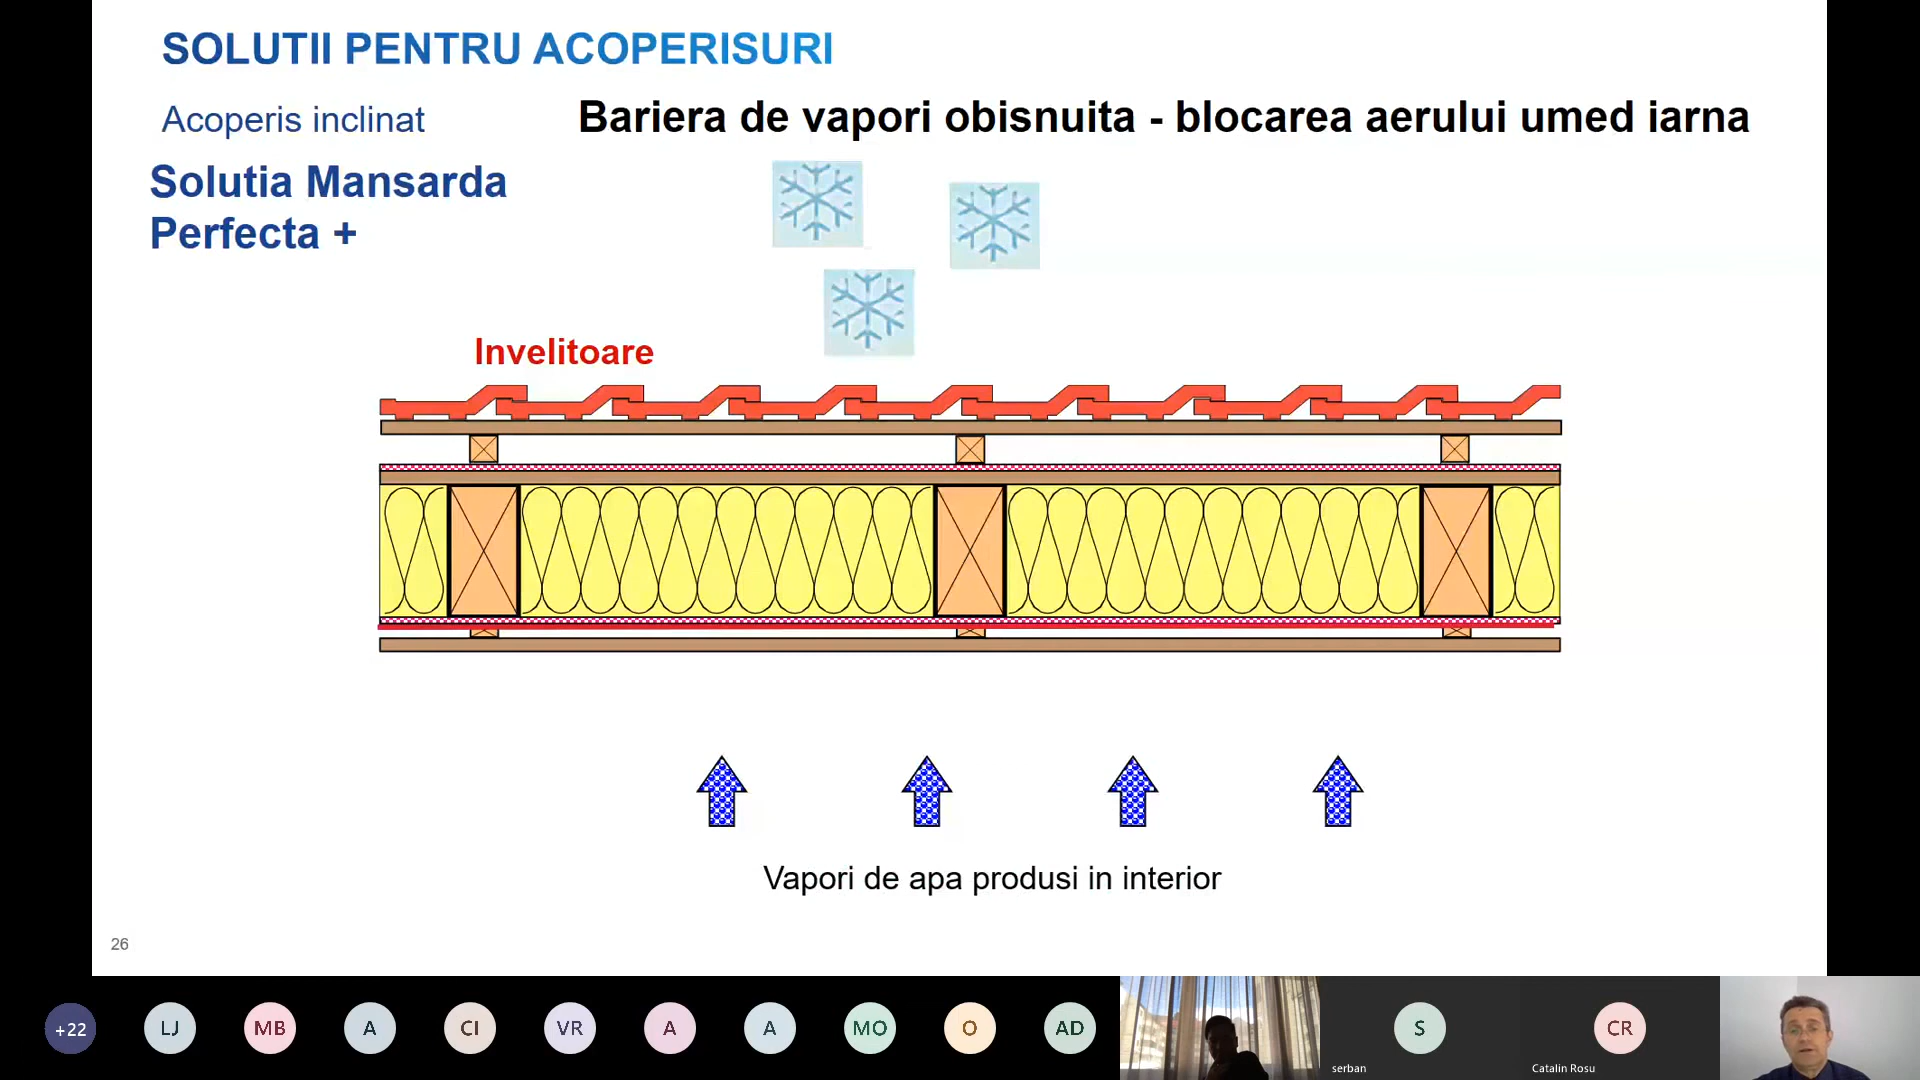 SOLUTII PENTRU ACOPERISURI
Acoperis inclinat
Bariera de vapori obisnuita - blocarea aerului umed iarna
Solutia Mansarda
Perfecta +
Invelitoare
Vapori de apa produsi in interior
26
+22
LJ
MB
A
CI
VR
A
A
MO
O
AD
S
serban
CR
Catalin Rosu